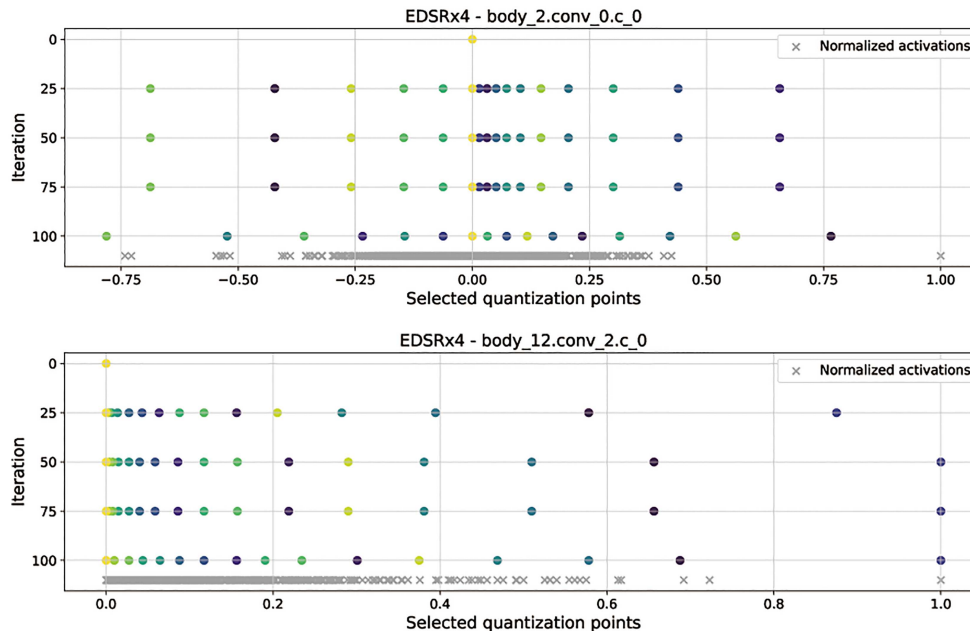 EDSRx4 - body_2.conv_0.c_0
0
25
50
75
100
Iteration
Normalized activations
−0.75 −0.50 −0.25 0.00 0.25 0.50 0.75 1.00
Selected quantization points
EDSRx4 - body_12.conv_2.c_0
0
25
50
75
100
Iteration
Normalized activations
0.0 0.2 0.4 0.6 0.8 1.0
Selected quantization points